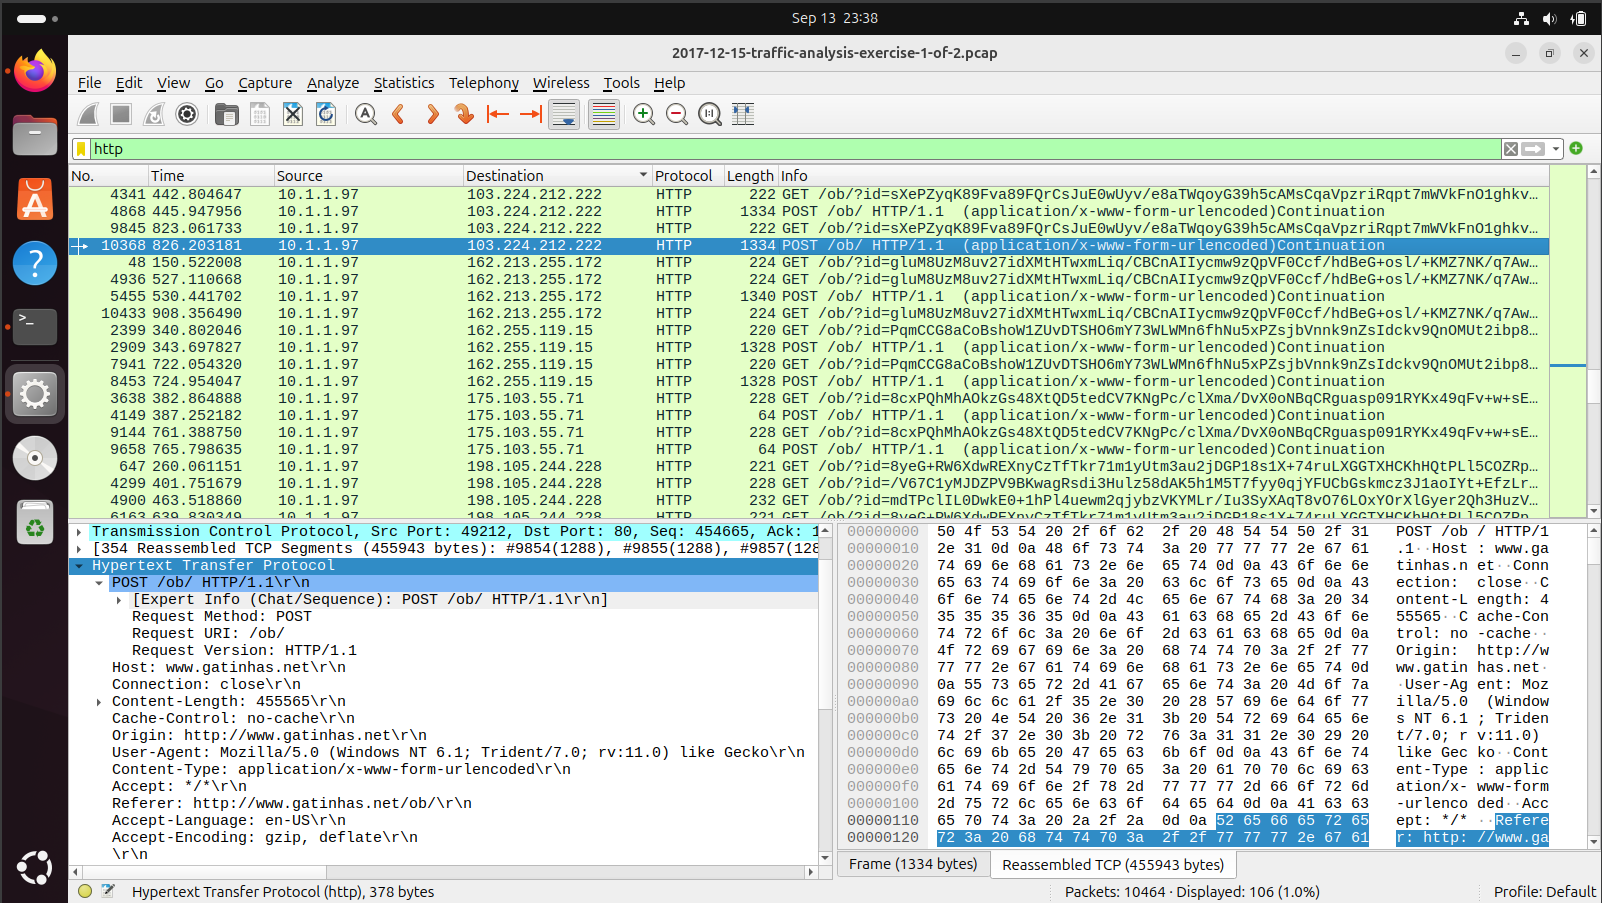 Sep 13 23:38
2017-12-15-traffic-analysis-exercise-1-of-2.pcap
File Edit View Go Capture Analyze Statistics Telephony Wireless Tools Help
http
No. Time Source Destination Protocol Length Info
4341 442.804647 10.1.1.97 103.224.212.222 HTTP 222 GET /ob/?id=sXePZyqK89Fva89FQrCsJuE0wUyv/e8aTWqoyG39h5cAMsCqaVpzriRqpt7mWVkFnO1ghkv…
4868 445.947956 10.1.1.97 103.224.212.222 HTTP 1334 POST /ob/ HTTP/1.1 (application/x-www-form-urlencoded)Continuation
9845 823.061733 10.1.1.97 103.224.212.222 HTTP 222 GET /ob/?id=sXePZyqK89Fva89FQrCsJuE0wUyv/e8aTWqoyG39h5cAMsCqaVpzriRqpt7mWVkFnO1ghkv…
10368 826.203181 10.1.1.97 103.224.212.222 HTTP 1334 POST /ob/ HTTP/1.1 (application/x-www-form-urlencoded)Continuation
48 150.522008 10.1.1.97 162.213.255.172 HTTP 224 GET /ob/?id=gluM8UzM8uv27idXMtHTwxmLiq/CBCnAIIycmw9zQpVF0Ccf/hdBeG+osl/+KMZ7NK/q7Aw…
4936 527.110668 10.1.1.97 162.213.255.172 HTTP 224 GET /ob/?id=gluM8UzM8uv27idXMtHTwxmLiq/CBCnAIIycmw9zQpVF0Ccf/hdBeG+osl/+KMZ7NK/q7Aw…
5455 530.441702 10.1.1.97 162.213.255.172 HTTP 1340 POST /ob/ HTTP/1.1 (application/x-www-form-urlencoded)Continuation
10433 908.356490 10.1.1.97 162.213.255.172 HTTP 224 GET /ob/?id=gluM8UzM8uv27idXMtHTwxmLiq/CBCnAIIycmw9zQpVF0Ccf/hdBeG+osl/+KMZ7NK/q7Aw…
2399 340.802046 10.1.1.97 162.255.119.15 HTTP 220 GET /ob/?id=PqmCCG8aCoBshoW1ZUvDTSHO6mY73WLWMn6fhNu5xPZsjbVnnk9nZsIdckv9QnOMUt2ibp8…
2909 343.697827 10.1.1.97 162.255.119.15 HTTP 1328 POST /ob/ HTTP/1.1 (application/x-www-form-urlencoded)Continuation
7941 722.054320 10.1.1.97 162.255.119.15 HTTP 220 GET /ob/?id=PqmCCG8aCoBshoW1ZUvDTSHO6mY73WLWMn6fhNu5xPZsjbVnnk9nZsIdckv9QnOMUt2ibp8…
8453 724.954047 10.1.1.97 162.255.119.15 HTTP 1328 POST /ob/ HTTP/1.1 (application/x-www-form-urlencoded)Continuation
3638 382.864888 10.1.1.97 175.103.55.71 HTTP 228 GET /ob/?id=8cxPQhMhAOkzGs48XtQD5tedCV7KNgPc/clXma/DvX0oNBqCRguasp091RYKx49qFv+w+sE…
4149 387.252182 10.1.1.97 175.103.55.71 HTTP 64 POST /ob/ HTTP/1.1 (application/x-www-form-urlencoded)Continuation
9144 761.388750 10.1.1.97 175.103.55.71 HTTP 228 GET /ob/?id=8cxPQhMhAOkzGs48XtQD5tedCV7KNgPc/clXma/DvX0oNBqCRguasp091RYKx49qFv+w+sE…
9658 765.798635 10.1.1.97 175.103.55.71 HTTP 64 POST /ob/ HTTP/1.1 (application/x-www-form-urlencoded)Continuation
647 260.061151 10.1.1.97 198.105.244.228 HTTP 221 GET /ob/?id=8yeG+RW6XdwREXnyCzTfTkr71m1yUtm3au2jDGP18s1X+74ruLXGGTXHCKhHQtPLl5COZRp…
4299 401.751679 10.1.1.97 198.105.244.228 HTTP 229 GET /ob/?id=/V67C1yMJDZPV9BKwagRsdi3Hulz58dAK5h1M5T7fyy0qjYFUCbGskmcz3J1aoIYt+EfzLr…
4900 463.518860 10.1.1.97 198.105.244.228 HTTP 232 GET /ob/?id=mdTPclIL0DwkE0+1hPl4uewm2qjybzVKYMLr/Iu3SyXAqT8vO76LOxYOrXlGyer2Qh3HuzV…
6163 639.830349 10.1.1.97 198.105.244.228 HTTP 221 GET /ob/?id=8yeG+RW6XdwREXnyCzTfTkr71m1yUtm3au2jDGP18s1X+74ruLXGGTXHCKhHQtPLl5COZRp…
Transmission Control Protocol, Src Port: 49212, Dst Port: 80, Seq: 454665, Ack: 1
[354 Reassembled TCP Segments (455943 bytes): #9854(1288), #9855(1288), #9857(128
Hypertext Transfer Protocol
POST /ob/ HTTP/1.1\r\n
[Expert Info (Chat/Sequence): POST /ob/ HTTP/1.1\r\n]
Request Method: POST
Request URI: /ob/
Request Version: HTTP/1.1
Host: www.gatinhas.net\r\n
Connection: close\r\n
Content-Length: 455565\r\n
Cache-Control: no-cache\r\n
Origin: http://www.gatinhas.net\r\n
User-Agent: Mozilla/5.0 (Windows NT 6.1; Trident/7.0; rv:11.0) like Gecko\r\n
Content-Type: application/x-www-form-urlencoded\r\n
Accept: */*\r\n
Referer: http://www.gatinhas.net/ob/\r\n
Accept-Language: en-US\r\n
Accept-Encoding: gzip, deflate\r\n
\r\n
00000000 50 4f 53 54 20 2f 6f 62 2f 20 48 54 54 50 2f 31 POST /ob / HTTP/1
00000010 2e 31 0d 0a 48 6f 73 74 3a 20 77 77 77 2e 67 61 .1··Host : www.ga
00000020 74 69 6e 68 61 73 2e 6e 65 74 0d 0a 43 6f 6e 6e tinhas.n et··Conn
00000030 65 63 74 69 6f 6e 3a 20 63 6c 6f 73 65 0d 0a 43 ection:  close··C
00000040 6f 6e 74 65 6e 74 2d 4c 65 6e 67 74 68 3a 20 34 ontent-L ength: 4
00000050 35 35 35 36 35 0d 0a 43 61 63 68 65 2d 43 6f 6e 55565··C ache-Con
00000060 74 72 6f 6c 3a 20 6e 6f 2d 63 61 63 68 65 0d 0a trol: no -cache··
00000070 4f 72 69 67 69 6e 3a 20 68 74 74 70 3a 2f 2f 77 Origin:  http://w
00000080 77 77 2e 67 61 74 69 6e 68 61 73 2e 6e 65 74 0d ww.gatin has.net·
00000090 0a 55 73 65 72 2d 41 67 65 6e 74 3a 20 4d 6f 7a ·User-Ag ent: Moz
000000a0 69 6c 6c 61 2f 35 2e 30 20 28 57 69 6e 64 6f 77 illa/5.0  (Window
000000b0 73 20 4e 54 20 36 2e 31 3b 20 54 72 69 64 65 6e s NT 6.1 ; Triden
000000c0 74 2f 37 2e 30 3b 20 72 76 3a 31 31 2e 30 29 20 t/7.0; r v:11.0)
000000d0 6c 69 6b 65 20 47 65 63 6b 6f 0d 0a 43 6f 6e 74 like Gec ko··Cont
000000e0 65 6e 74 2d 54 79 70 65 3a 20 61 70 70 6c 69 63 ent-Type : applic
000000f0 61 74 69 6f 6e 2f 78 2d 77 77 77 2d 66 6f 72 6d ation/x- www-form
00000100 2d 75 72 6c 65 6e 63 6f 64 65 64 0d 0a 41 63 63 -urlenco ded··Acc
00000110 65 70 74 3a 20 2a 2f 2a 0d 0a 52 65 66 65 72 65 ept: */* ··Refere
00000120 72 3a 20 68 74 74 70 3a 2f 2f 77 77 77 2e 67 61 r: http: //www.ga
Frame (1334 bytes) Reassembled TCP (455943 bytes)
Hypertext Transfer Protocol (http), 378 bytes Packets: 10464 · Displayed: 106 (1.0%) Profile: Default